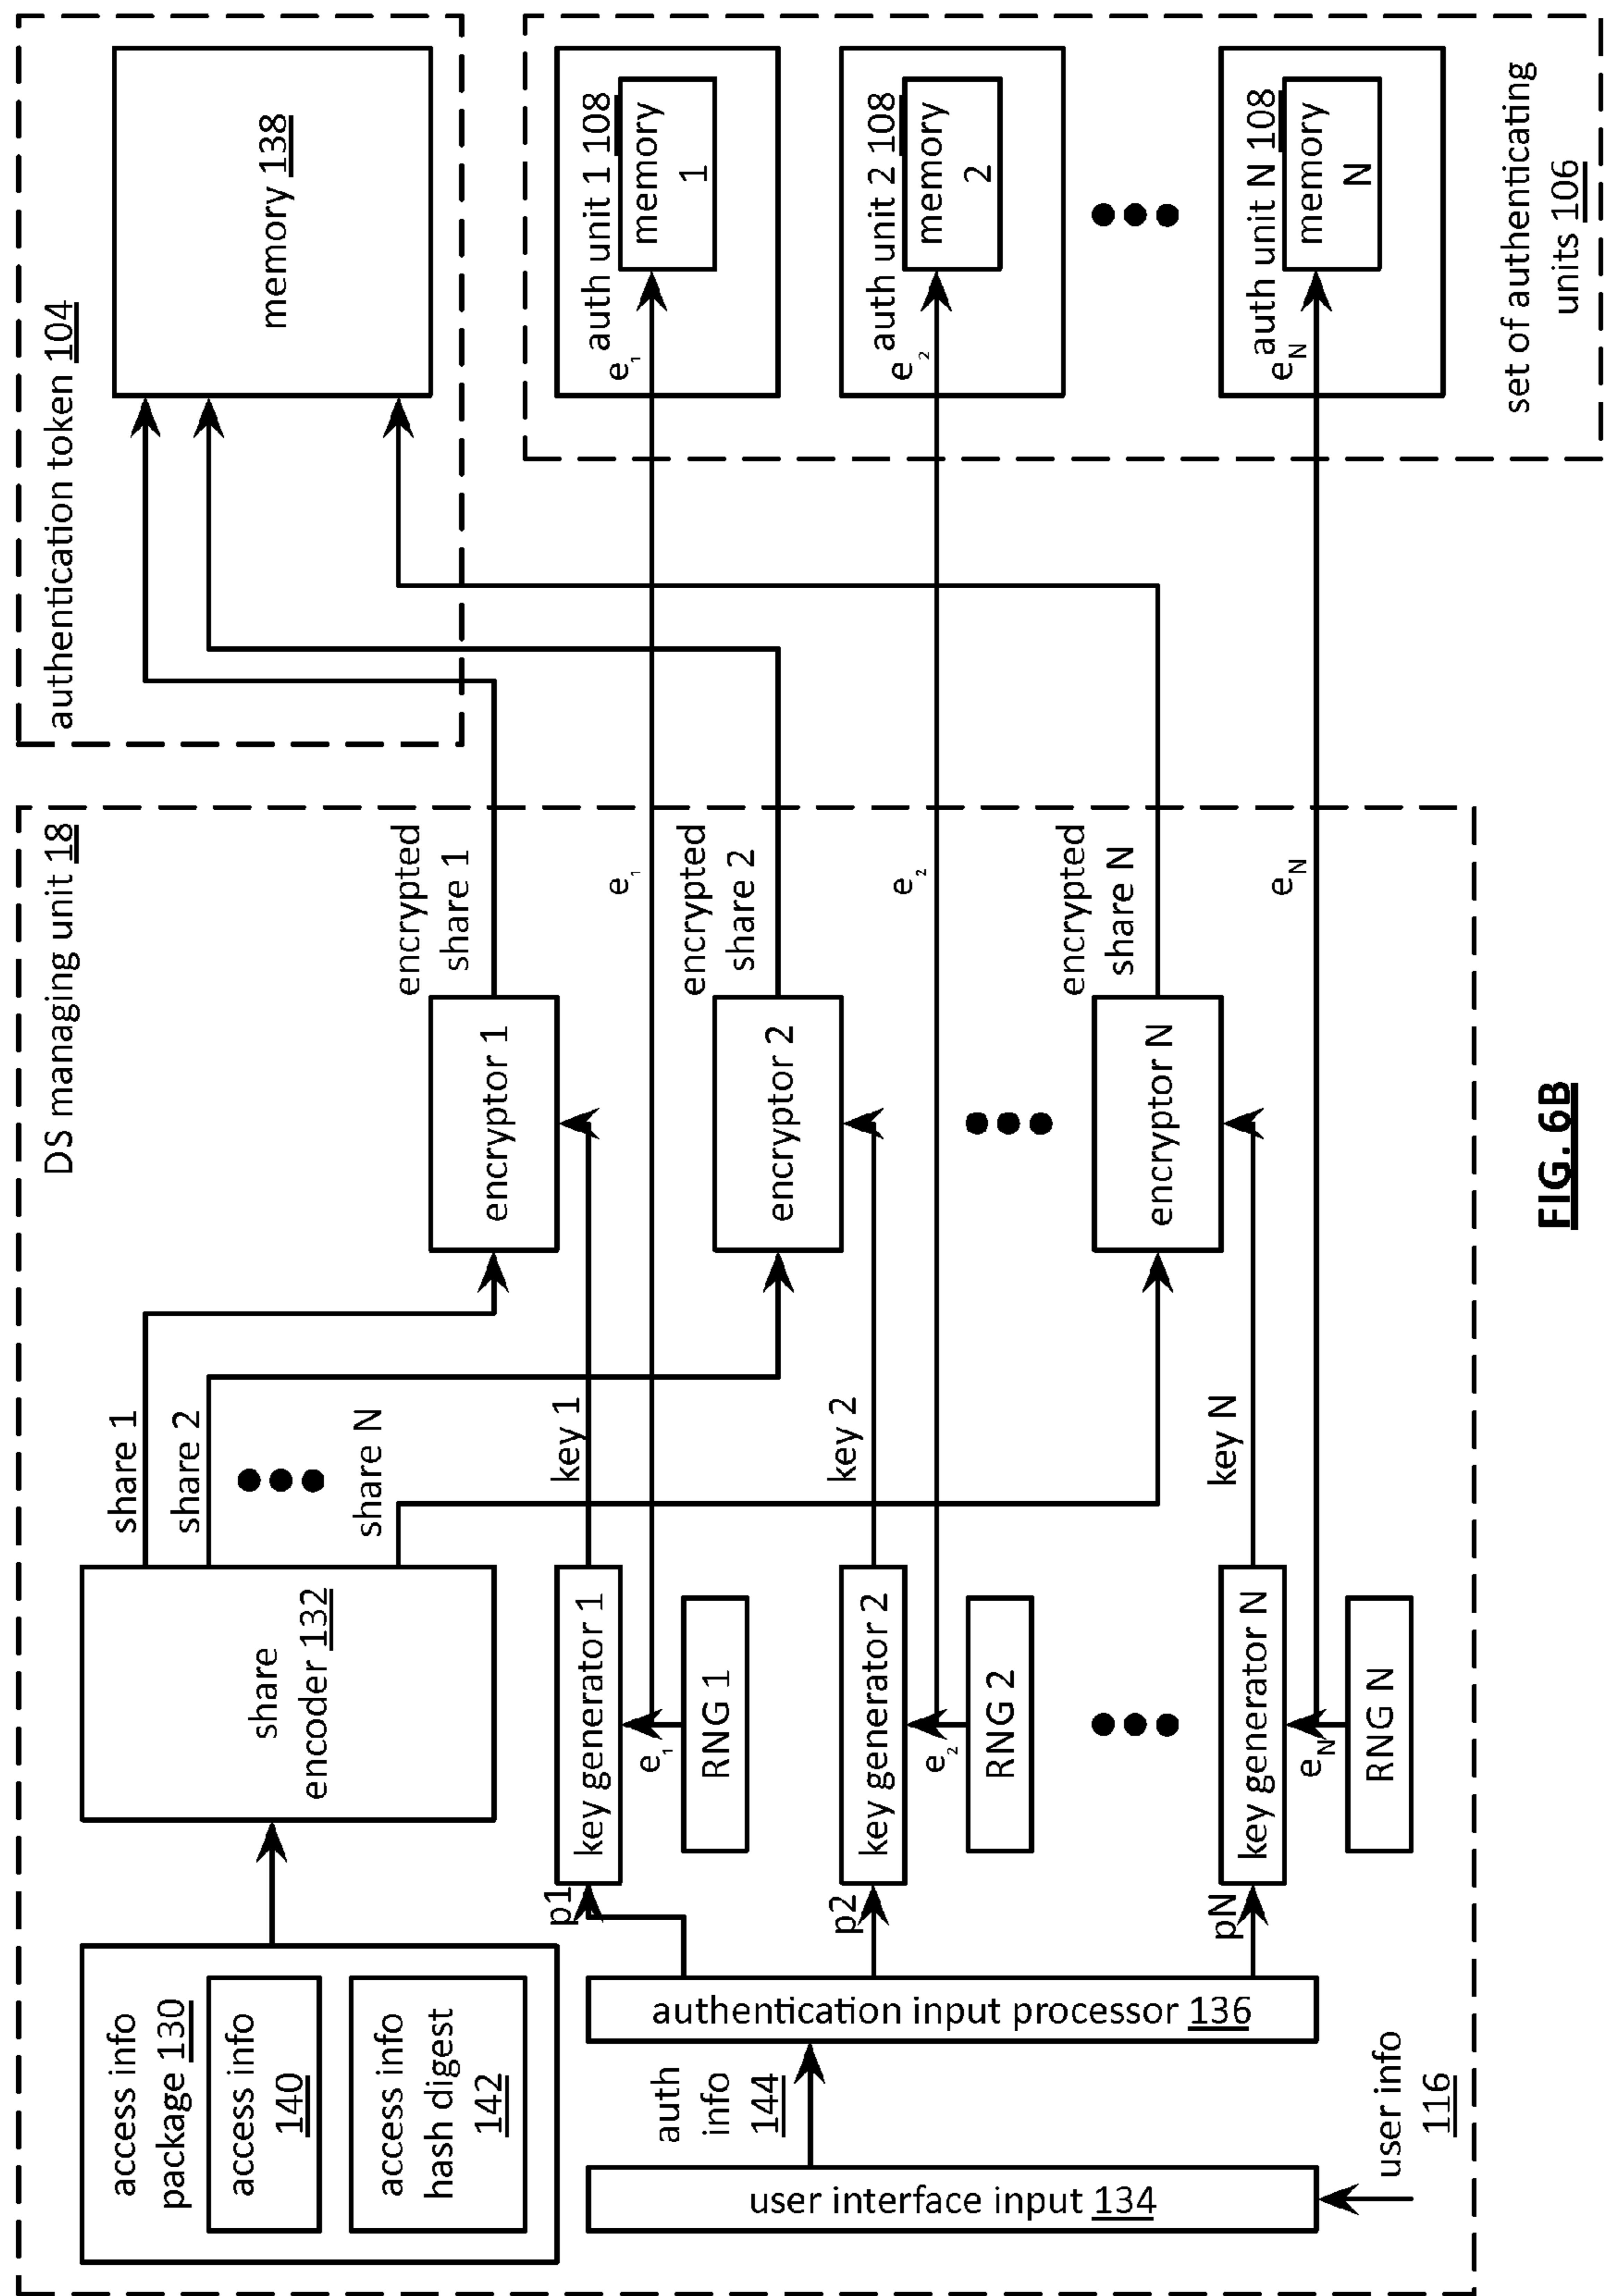 DS managing unit 18
access info
package 130
access info
140
access info
hash digest
142
share
encoder 132
share 1
share 2
share N
encryptor 1
encrypted
share 1
authentication token 104
memory 138
user interface input 134
user info
116
auth
info 144
authentication input processor 136
p1
key generator 1
key 1
e1
RNG 1
e1
e1
auth unit 1 108
memory
1
p2
key generator 2
key 2
e2
RNG 2
encryptor 2
encrypted
share 2
e2
e2
auth unit 2 108
memory
2
pN
key generator N
key N
eN
RNG N
encryptor N
encrypted
share N
eN
eN
auth unit N 108
memory
N
set of authenticating
units 106
FIG. 6B